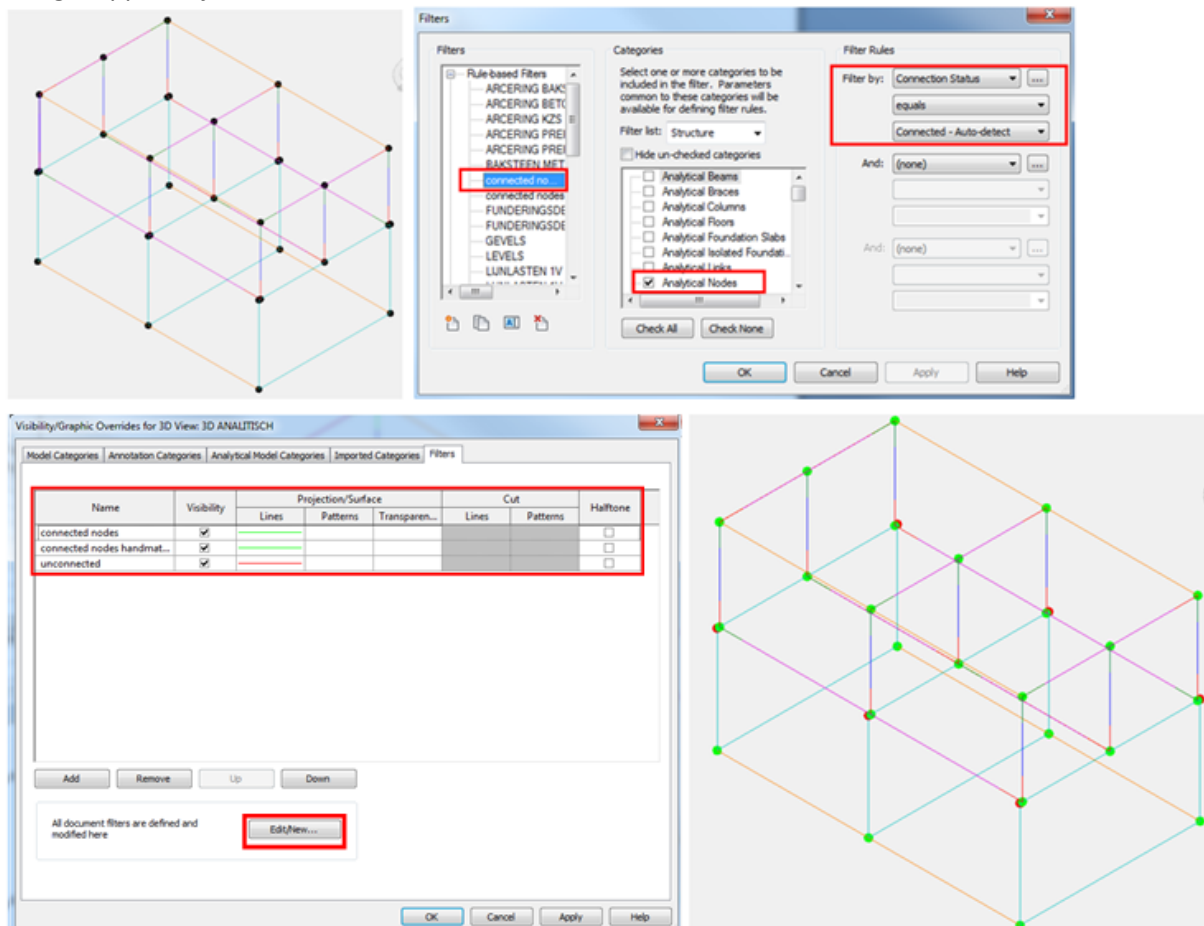 Filters
Filters
Rule-based Filters
ARCERING BAKS
ARCERING BETC
ARCERING KZS
ARCERING PREI
ARCERING PREI
BAKSTEEN MET
connected no...
connected nodes
FUNDERINGSDE
FUNDERINGSDE
GEVELS
LEVELS
LIJNLASTEN 1V
Categories
Select one or more categories to be
included in the filter. Parameters
common to these categories will be
available for defining filter rules.
Filter list: Structure
Hide un-checked categories
Analytical Beams
Analytical Braces
Analytical Columns
Analytical Floors
Analytical Foundation Slabs
Analytical Isolated Foundati..
Analytical Links
Analytical Nodes
Check All Check None
Filter Rules
Filter by: Connection Status ...
equals
Connected - Auto-detect
And: (none) ...
And: (none) ...
OK Cancel Apply Help
Visibility/Graphic Overrides for 3D View: 3D ANALITISCH
Model Categories Annotation Categories Analytical Model Categories Imported Categories Filters
Name Visibility Projection/Surface Cut Halftone
Lines Patterns Transparen... Lines Patterns
connected nodes
connected nodes handmat...
unconnected
Add Remove Up Down
All document filters are defined and
modified here
Edit/New...
OK Cancel Apply Help